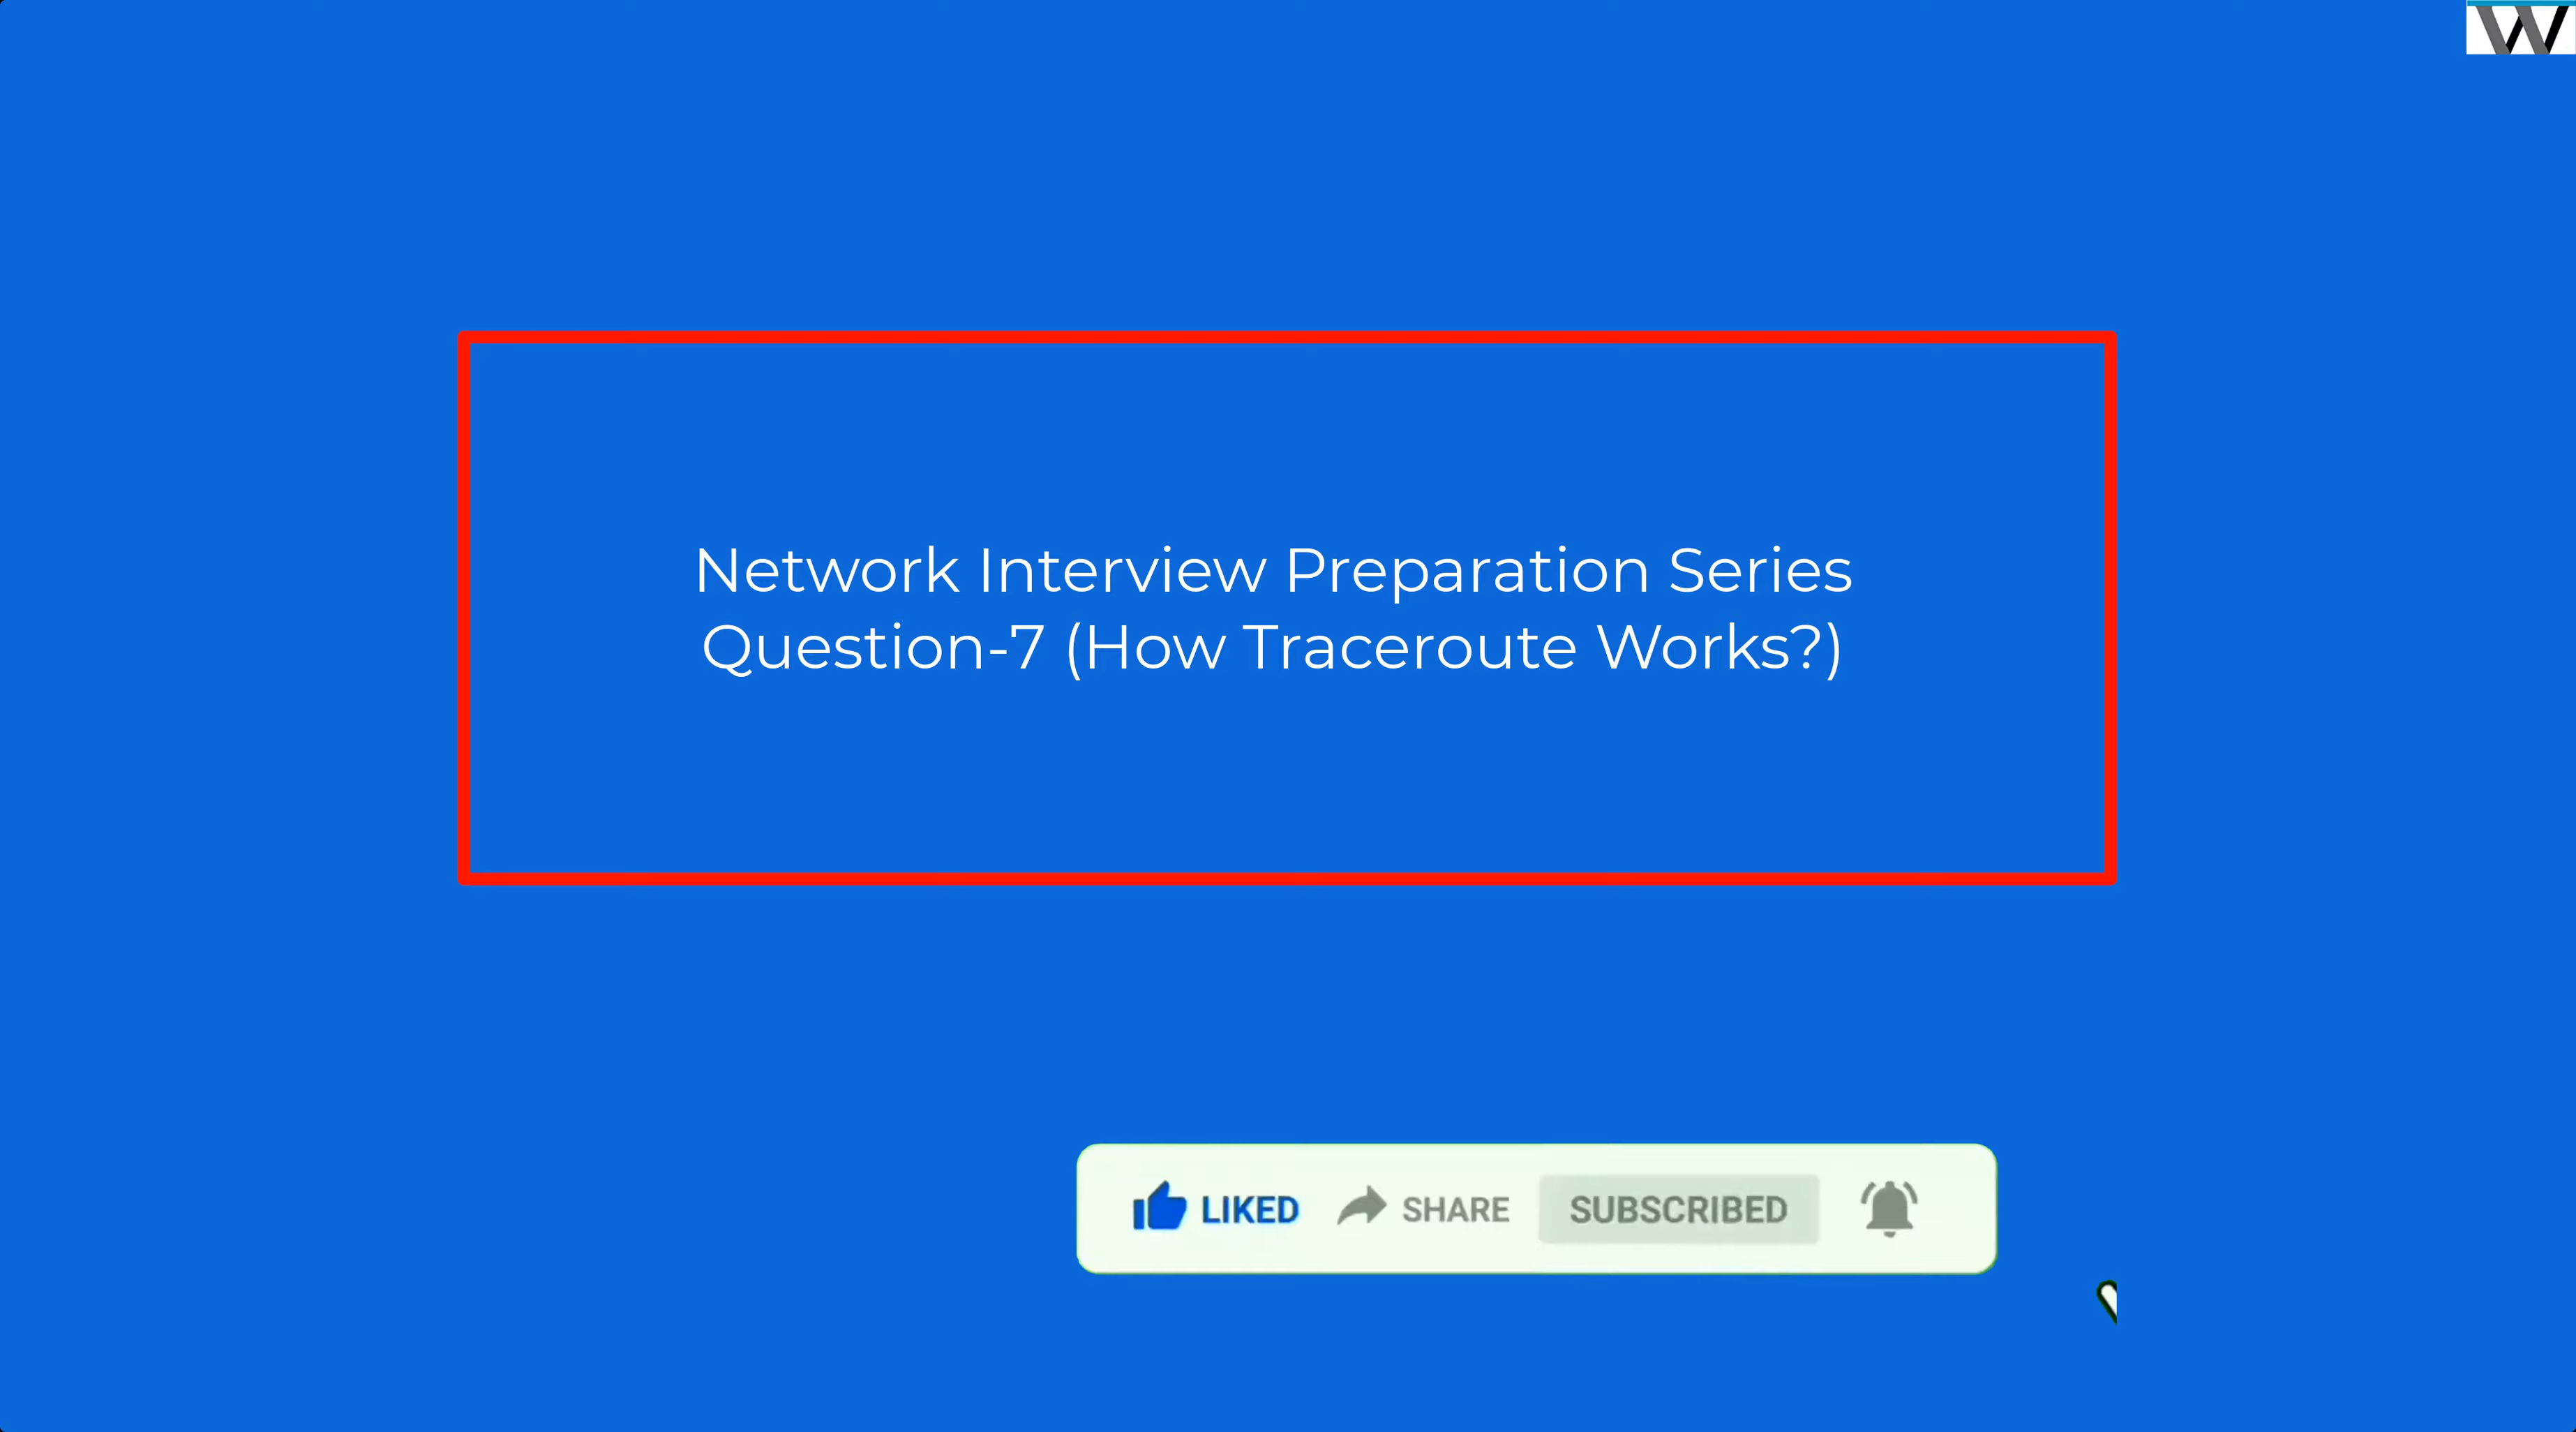 W
Network Interview Preparation Series
Question-7 (How Traceroute Works?)
LIKED SHARE SUBSCRIBED